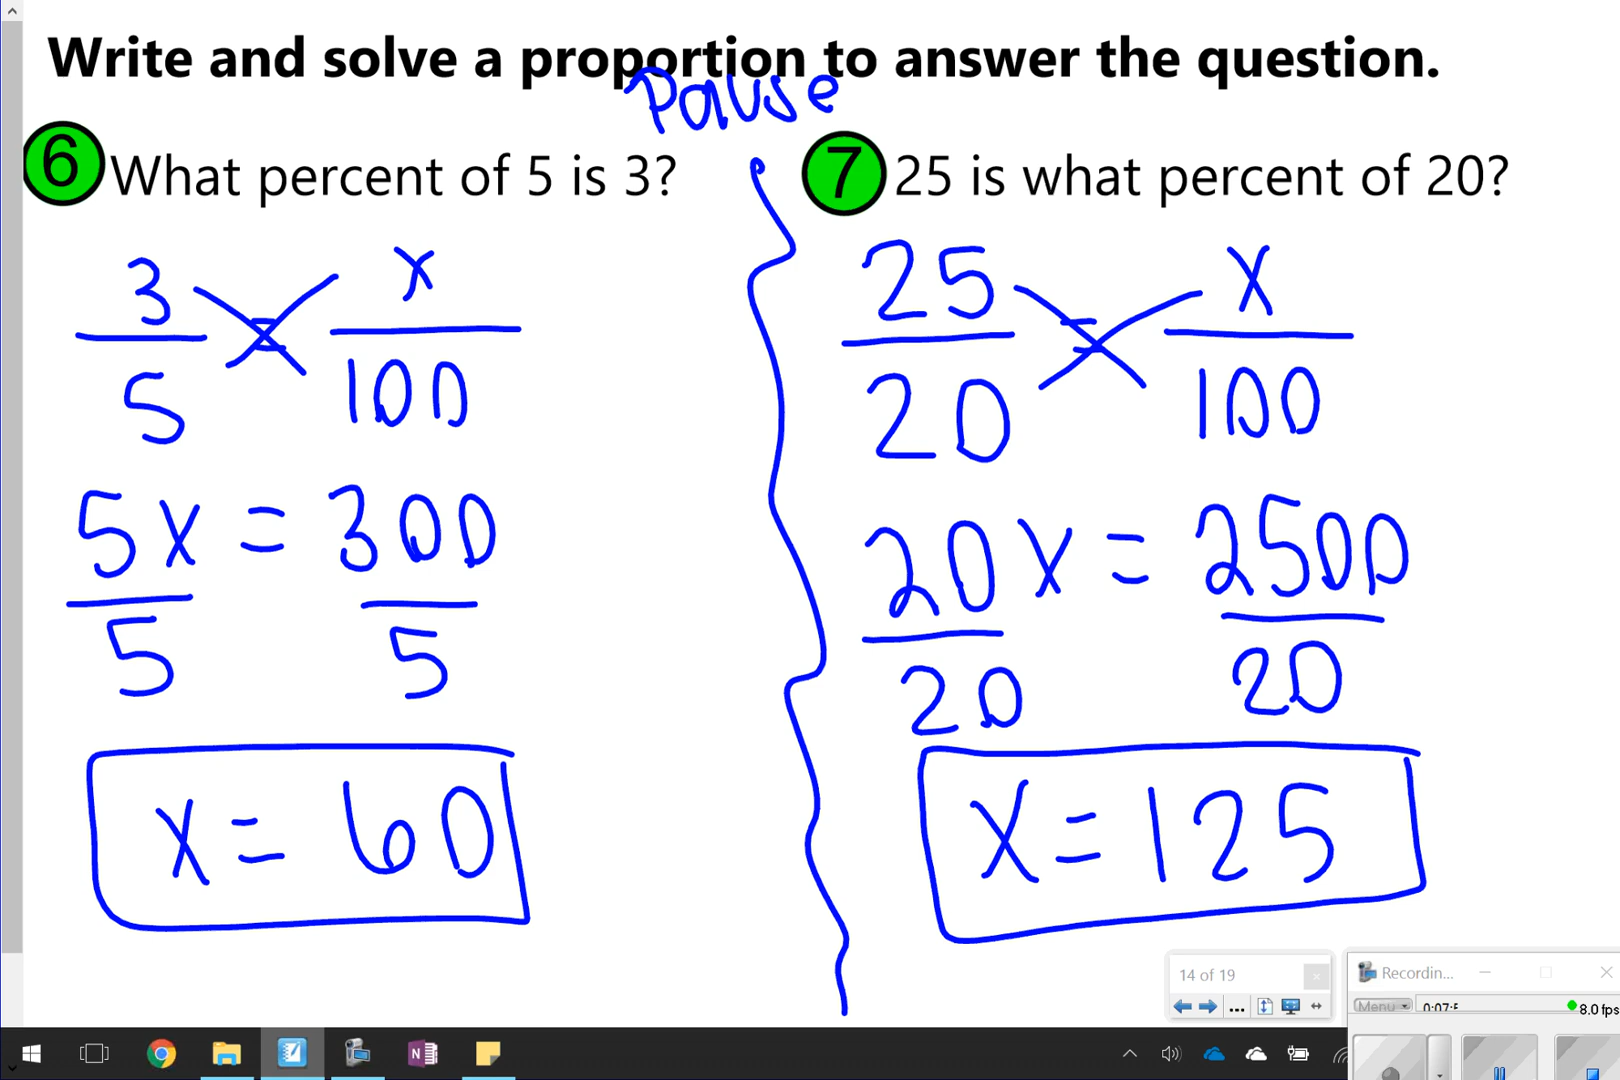 Write and solve a proportion to answer the question.
Pause
6 What percent of 5 is 3?
3/5 = x/100
5x = 300
5 5
x = 60
7 25 is what percent of 20?
25/20 = x/100
20x = 2500
20 20
x = 125
14 of 19
Recordin...
Menu
8.0 fps